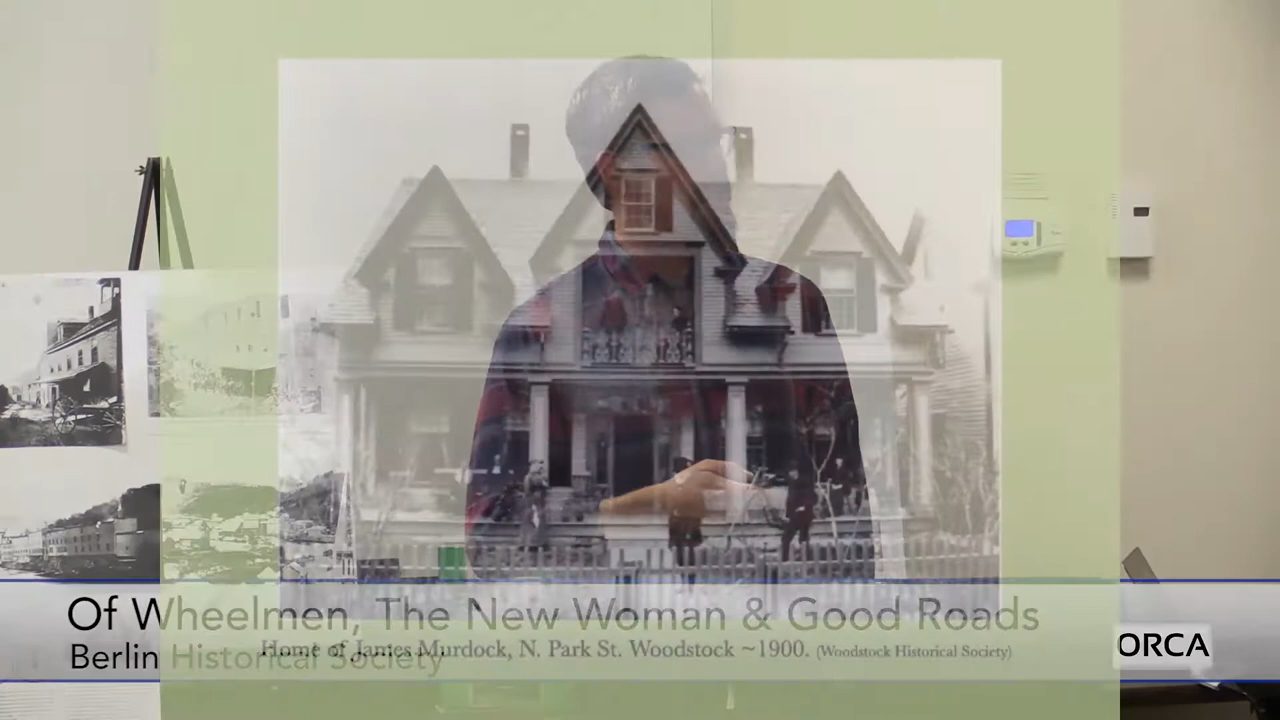 Of Wheelmen, The New Woman & Good Roads
Berlin Historical Society
Home of James Murdock, N. Park St. Woodstock ~1900. (Woodstock Historical Society)
ORCA